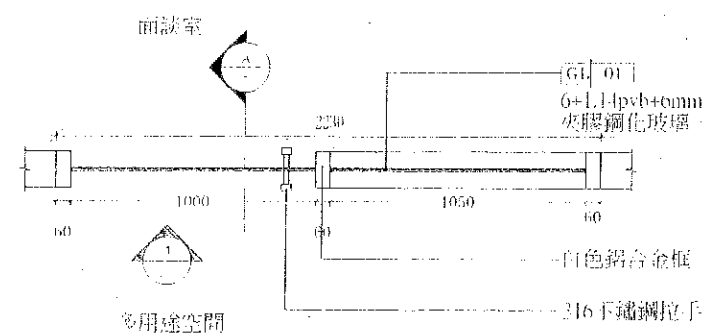 面談室
A
GL 01
6+1.14pvb+6mm
夾膠鋼化玻璃
2230
1000
1050
60
60
60
1
白色鋁合金框
316不鏽鋼拉手
多用途空間